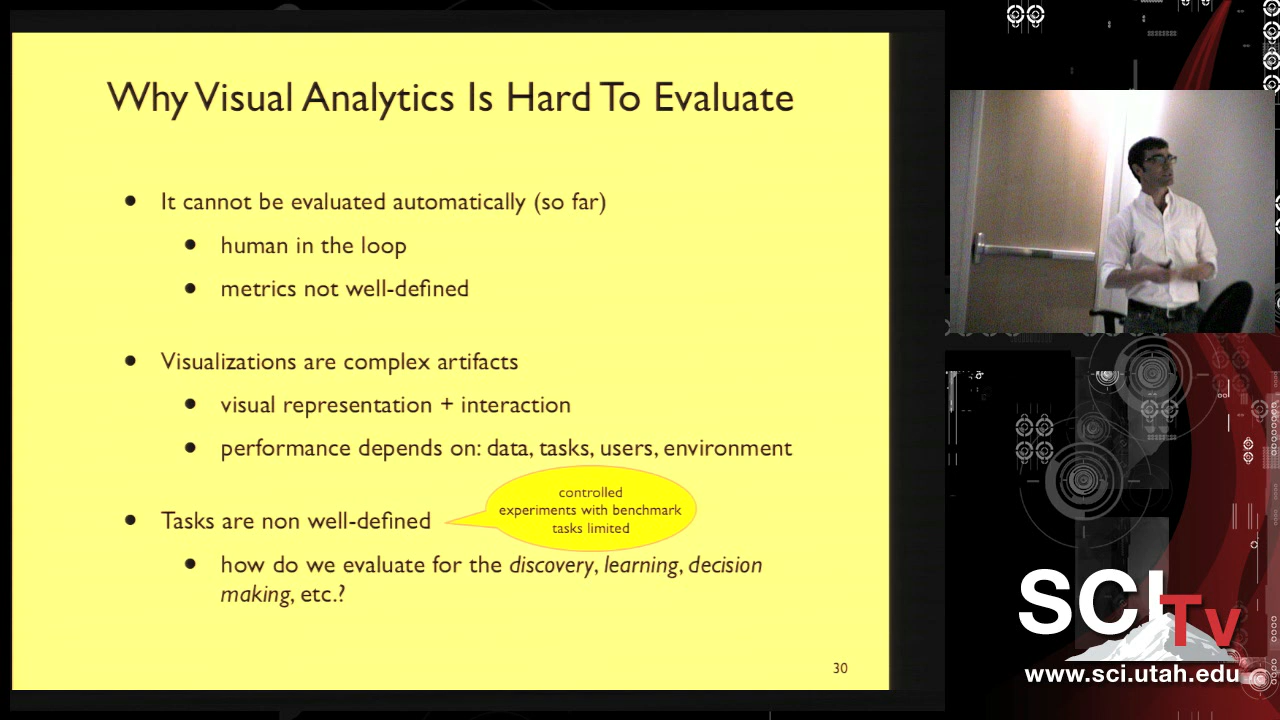 Why Visual Analytics Is Hard To Evaluate
It cannot be evaluated automatically (so far)
human in the loop
metrics not well-defined
Visualizations are complex artifacts
visual representation + interaction
performance depends on: data, tasks, users, environment
controlled
experiments with benchmark
tasks limited
Tasks are non well-defined
how do we evaluate for the discovery, learning, decision
making, etc.?
30
SCI TV
www.sci.utah.edu